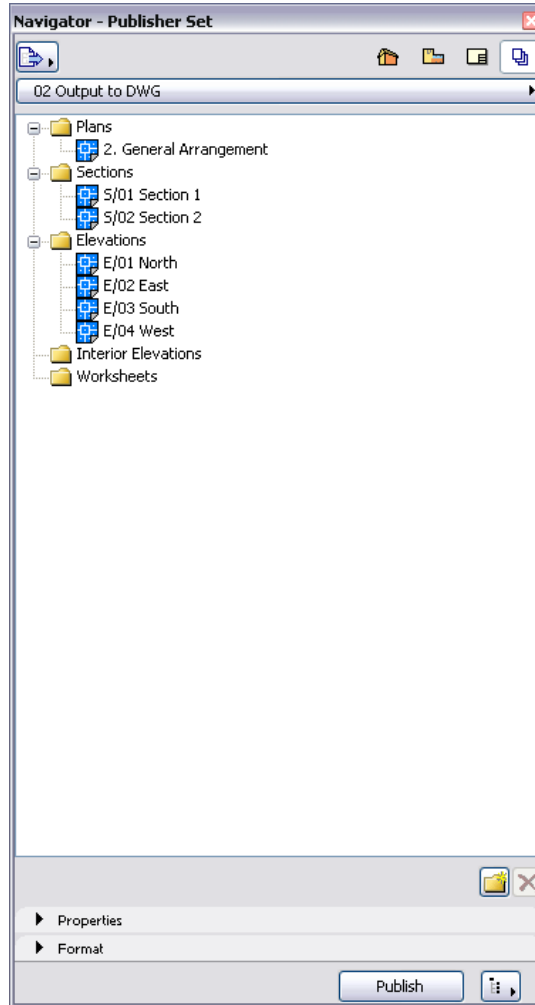 Navigator - Publisher Set
02 Output to DWG
Plans
2. General Arrangement
Sections
S/01 Section 1
S/02 Section 2
Elevations
E/01 North
E/02 East
E/03 South
E/04 West
Interior Elevations
Worksheets
Properties
Format
Publish